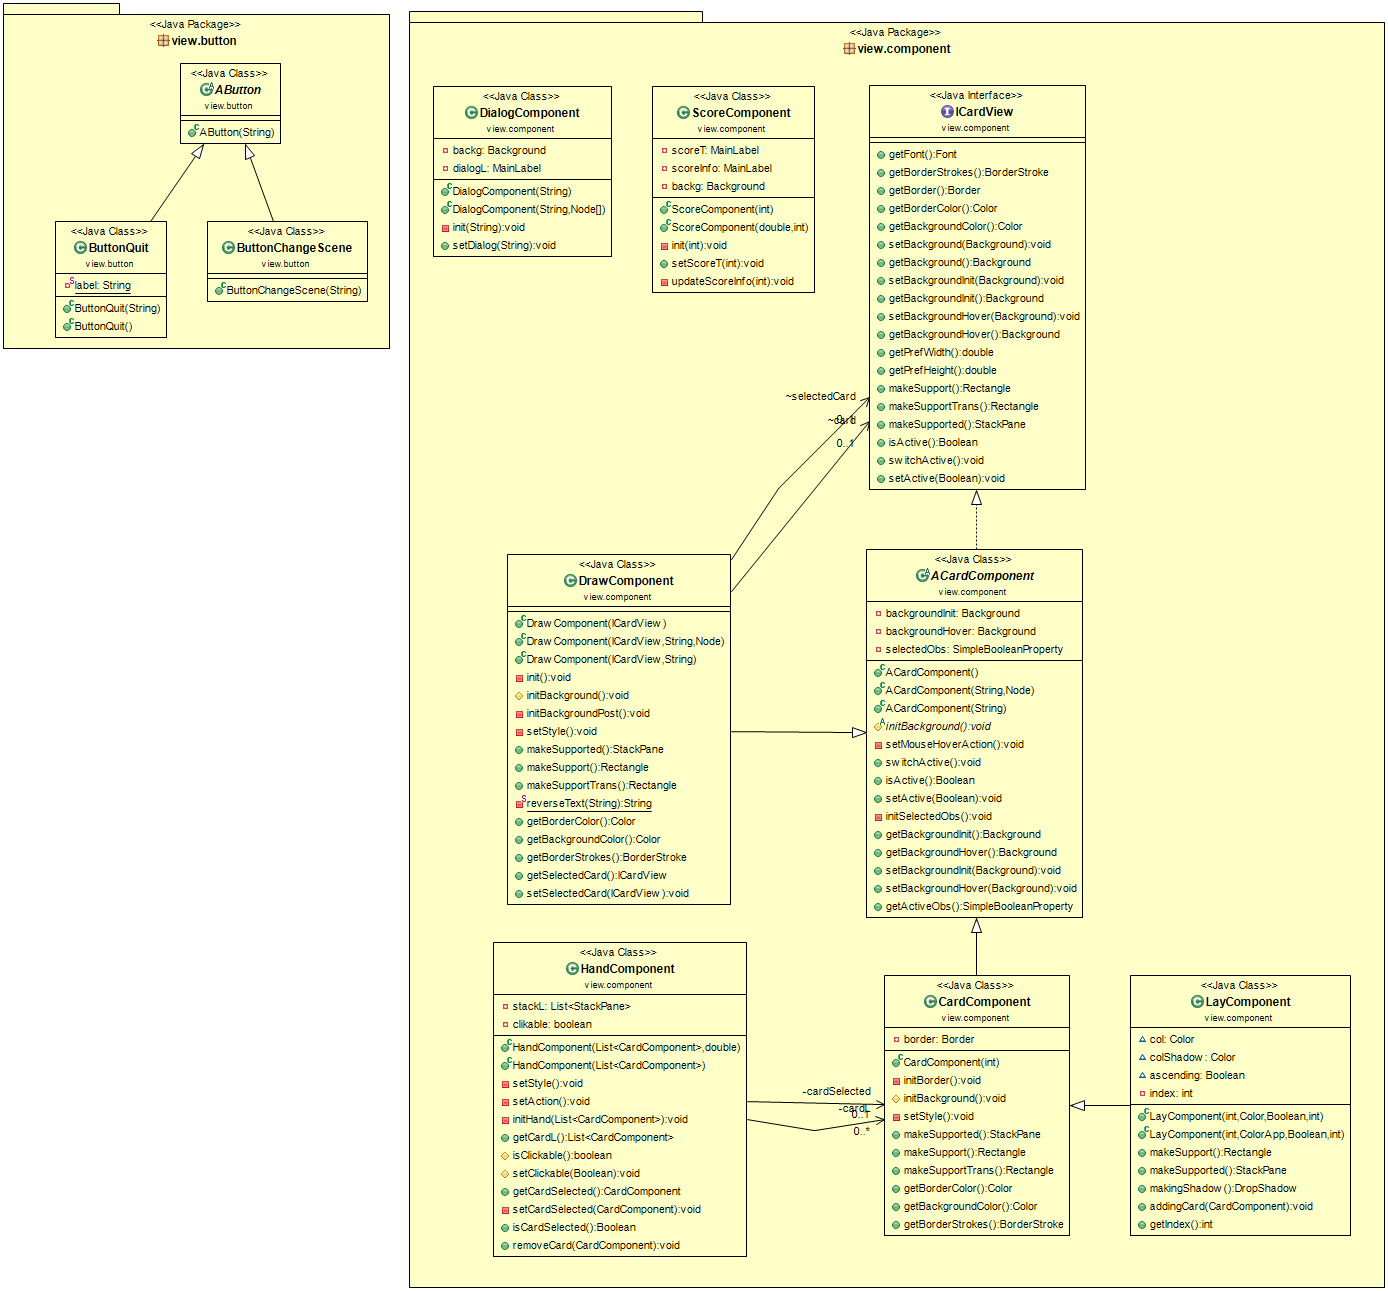 <<Java Package>>
view.button
<<Java Class>>
AButton
view.button
AButton(String)
<<Java Class>>
ButtonQuit
view.button
label: String
ButtonQuit(String)
ButtonQuit()
<<Java Class>>
ButtonChangeScene
view.button
ButtonChangeScene(String)
<<Java Package>>
view.component
<<Java Class>>
DialogComponent
view.component
backg: Background
dialogL: MainLabel
DialogComponent(String)
DialogComponent(String,Node[])
init(String):void
setDialog(String):void
<<Java Class>>
ScoreComponent
view.component
scoreT: MainLabel
scoreInfo: MainLabel
backg: Background
ScoreComponent(int)
ScoreComponent(double,int)
init(int):void
setScoreT(int):void
updateScoreInfo(int):void
<<Java Interface>>
ICardView
view.component
getFont():Font
getBorderStrokes():BorderStroke
getBorder():Border
getBorderColor():Color
getBackgroundColor():Color
setBackground(Background):void
getBackground():Background
setBackgroundInit(Background):void
getBackgroundInit():Background
setBackgroundHover(Background):void
getBackgroundHover():Background
getPrefWidth():double
getPrefHeight():double
makeSupport():Rectangle
makeSupportTrans():Rectangle
makeSupported():StackPane
isActive():Boolean
switchActive():void
setActive(Boolean):void
~selectedCard
~card
0..1
<<Java Class>>
DrawComponent
view.component
DrawComponent(ICardView)
DrawComponent(ICardView,String,Node)
DrawComponent(ICardView,String)
init():void
initBackground():void
initBackgroundPost():void
setStyle():void
makeSupported():StackPane
makeSupport():Rectangle
makeSupportTrans():Rectangle
reverseText(String):String
getBorderColor():Color
getBackgroundColor():Color
getBorderStrokes():BorderStroke
getSelectedCard():ICardView
setSelectedCard(ICardView):void
<<Java Class>>
ACardComponent
view.component
backgroundInit: Background
backgroundHover: Background
selectedObs: SimpleBooleanProperty
ACardComponent()
ACardComponent(String,Node)
ACardComponent(String)
initBackground():void
setMouseHoverAction():void
switchActive():void
isActive():Boolean
setActive(Boolean):void
initSelectedObs():void
getBackgroundInit():Background
getBackgroundHover():Background
setBackgroundInit(Background):void
setBackgroundHover(Background):void
getActiveObs():SimpleBooleanProperty
<<Java Class>>
HandComponent
view.component
stackL: List<StackPane>
clikable: boolean
HandComponent(List<CardComponent>,double)
HandComponent(List<CardComponent>)
setStyle():void
setAction():void
initHand(List<CardComponent>):void
getCardL():List<CardComponent>
isClickable():boolean
setClickable(Boolean):void
getCardSelected():CardComponent
setCardSelected(CardComponent):void
isCardSelected():Boolean
removeCard(CardComponent):void
-cardSelected
-cardL
0..1
0..*
<<Java Class>>
CardComponent
view.component
border: Border
CardComponent(int)
initBorder():void
initBackground():void
setStyle():void
makeSupported():StackPane
makeSupport():Rectangle
makeSupportTrans():Rectangle
getBorderColor():Color
getBackgroundColor():Color
getBorderStrokes():BorderStroke
<<Java Class>>
LayComponent
view.component
col: Color
colShadow: Color
ascending: Boolean
index: int
LayComponent(int,Color,Boolean,int)
LayComponent(int,ColorApp,Boolean,int)
makeSupport():Rectangle
makeSupported():StackPane
makingShadow():DropShadow
addingCard(CardComponent):void
getIndex():int